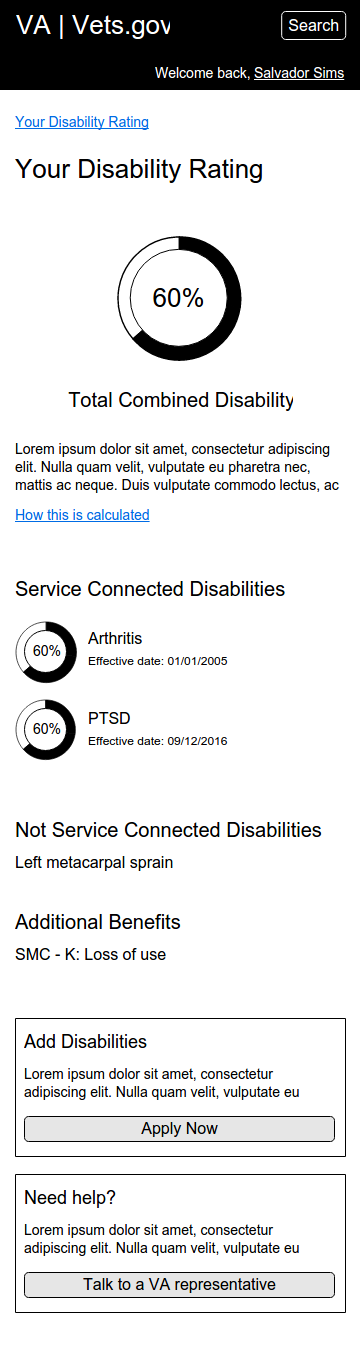 VA | Vets.gov
Search
Welcome back, Salvador Sims
Your Disability Rating
Your Disability Rating
60%
Total Combined Disability
Lorem ipsum dolor sit amet, consectetur adipiscing
elit. Nulla quam velit, vulputate eu pharetra nec,
mattis ac neque. Duis vulputate commodo lectus, ac
How this is calculated
Service Connected Disabilities
60%
Arthritis
Effective date: 01/01/2005
60%
PTSD
Effective date: 09/12/2016
Not Service Connected Disabilities
Left metacarpal sprain
Additional Benefits
SMC - K: Loss of use
Add Disabilities
Lorem ipsum dolor sit amet, consectetur
adipiscing elit. Nulla quam velit, vulputate eu
Apply Now
Need help?
Lorem ipsum dolor sit amet, consectetur
adipiscing elit. Nulla quam velit, vulputate eu
Talk to a VA representative